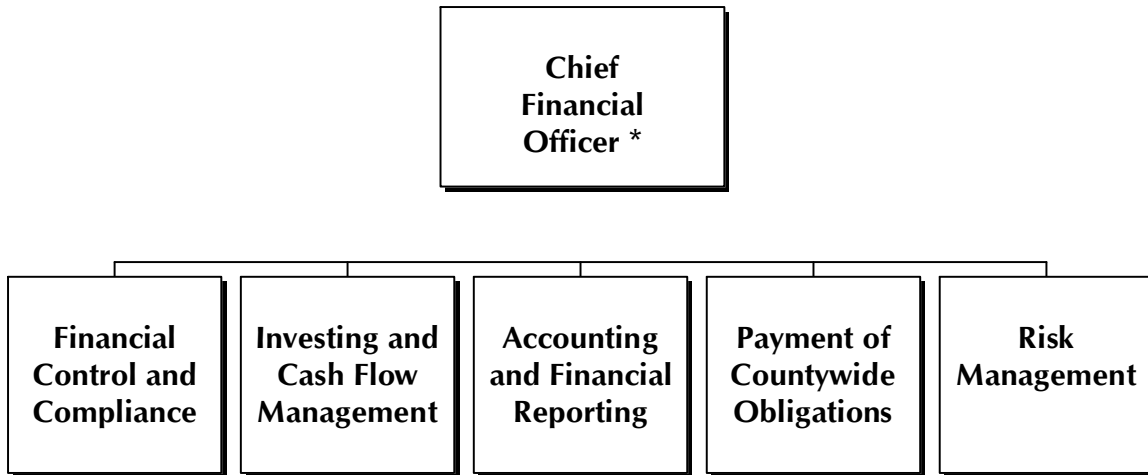 Chief
Financial
Officer *
Financial
Control and
Compliance
Investing and
Cash Flow
Management
Accounting
and Financial
Reporting
Payment of
Countywide
Obligations
Risk
Management